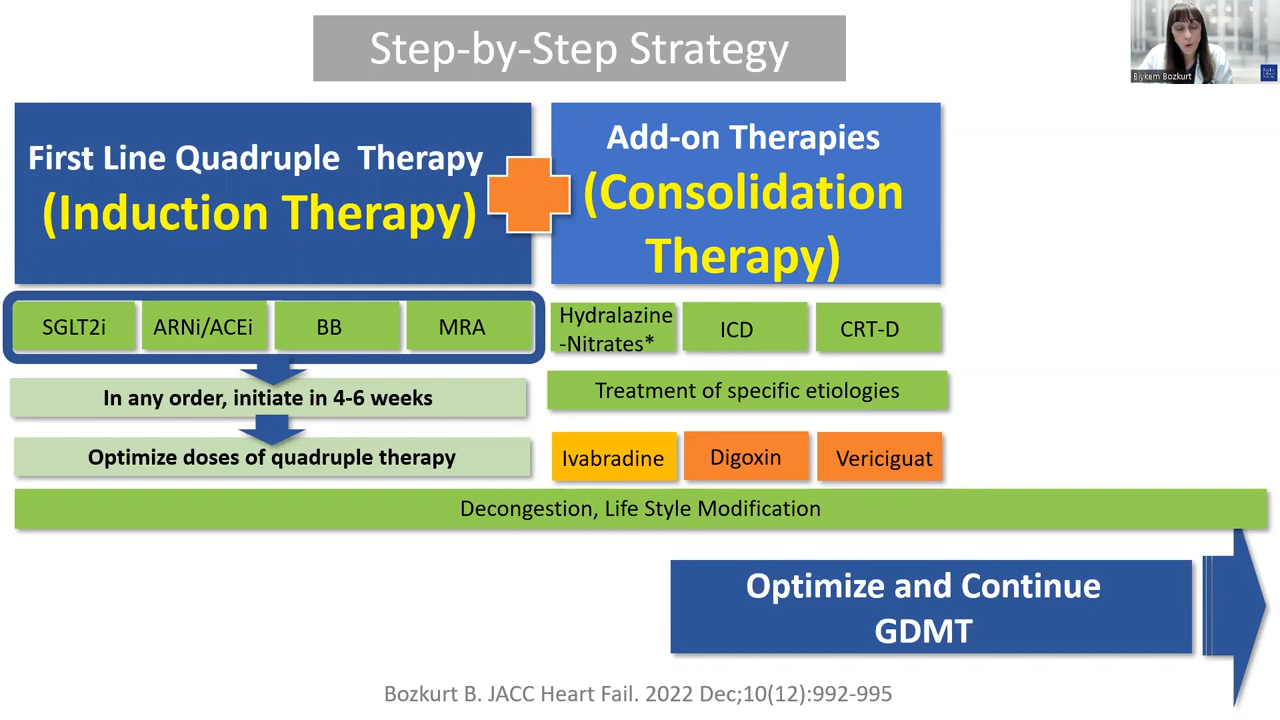 Step-by-Step Strategy
Biykem Bozkurt
First Line Quadruple Therapy
(Induction Therapy)
Add-on Therapies
(Consolidation
Therapy)
SGLT2i
ARNi/ACEi
BB
MRA
Hydralazine
-Nitrates*
ICD
CRT-D
In any order, initiate in 4-6 weeks
Treatment of specific etiologies
Optimize doses of quadruple therapy
Ivabradine
Digoxin
Vericiguat
Decongestion, Life Style Modification
Optimize and Continue
GDMT
Bozkurt B. JACC Heart Fail. 2022 Dec;10(12):992-995